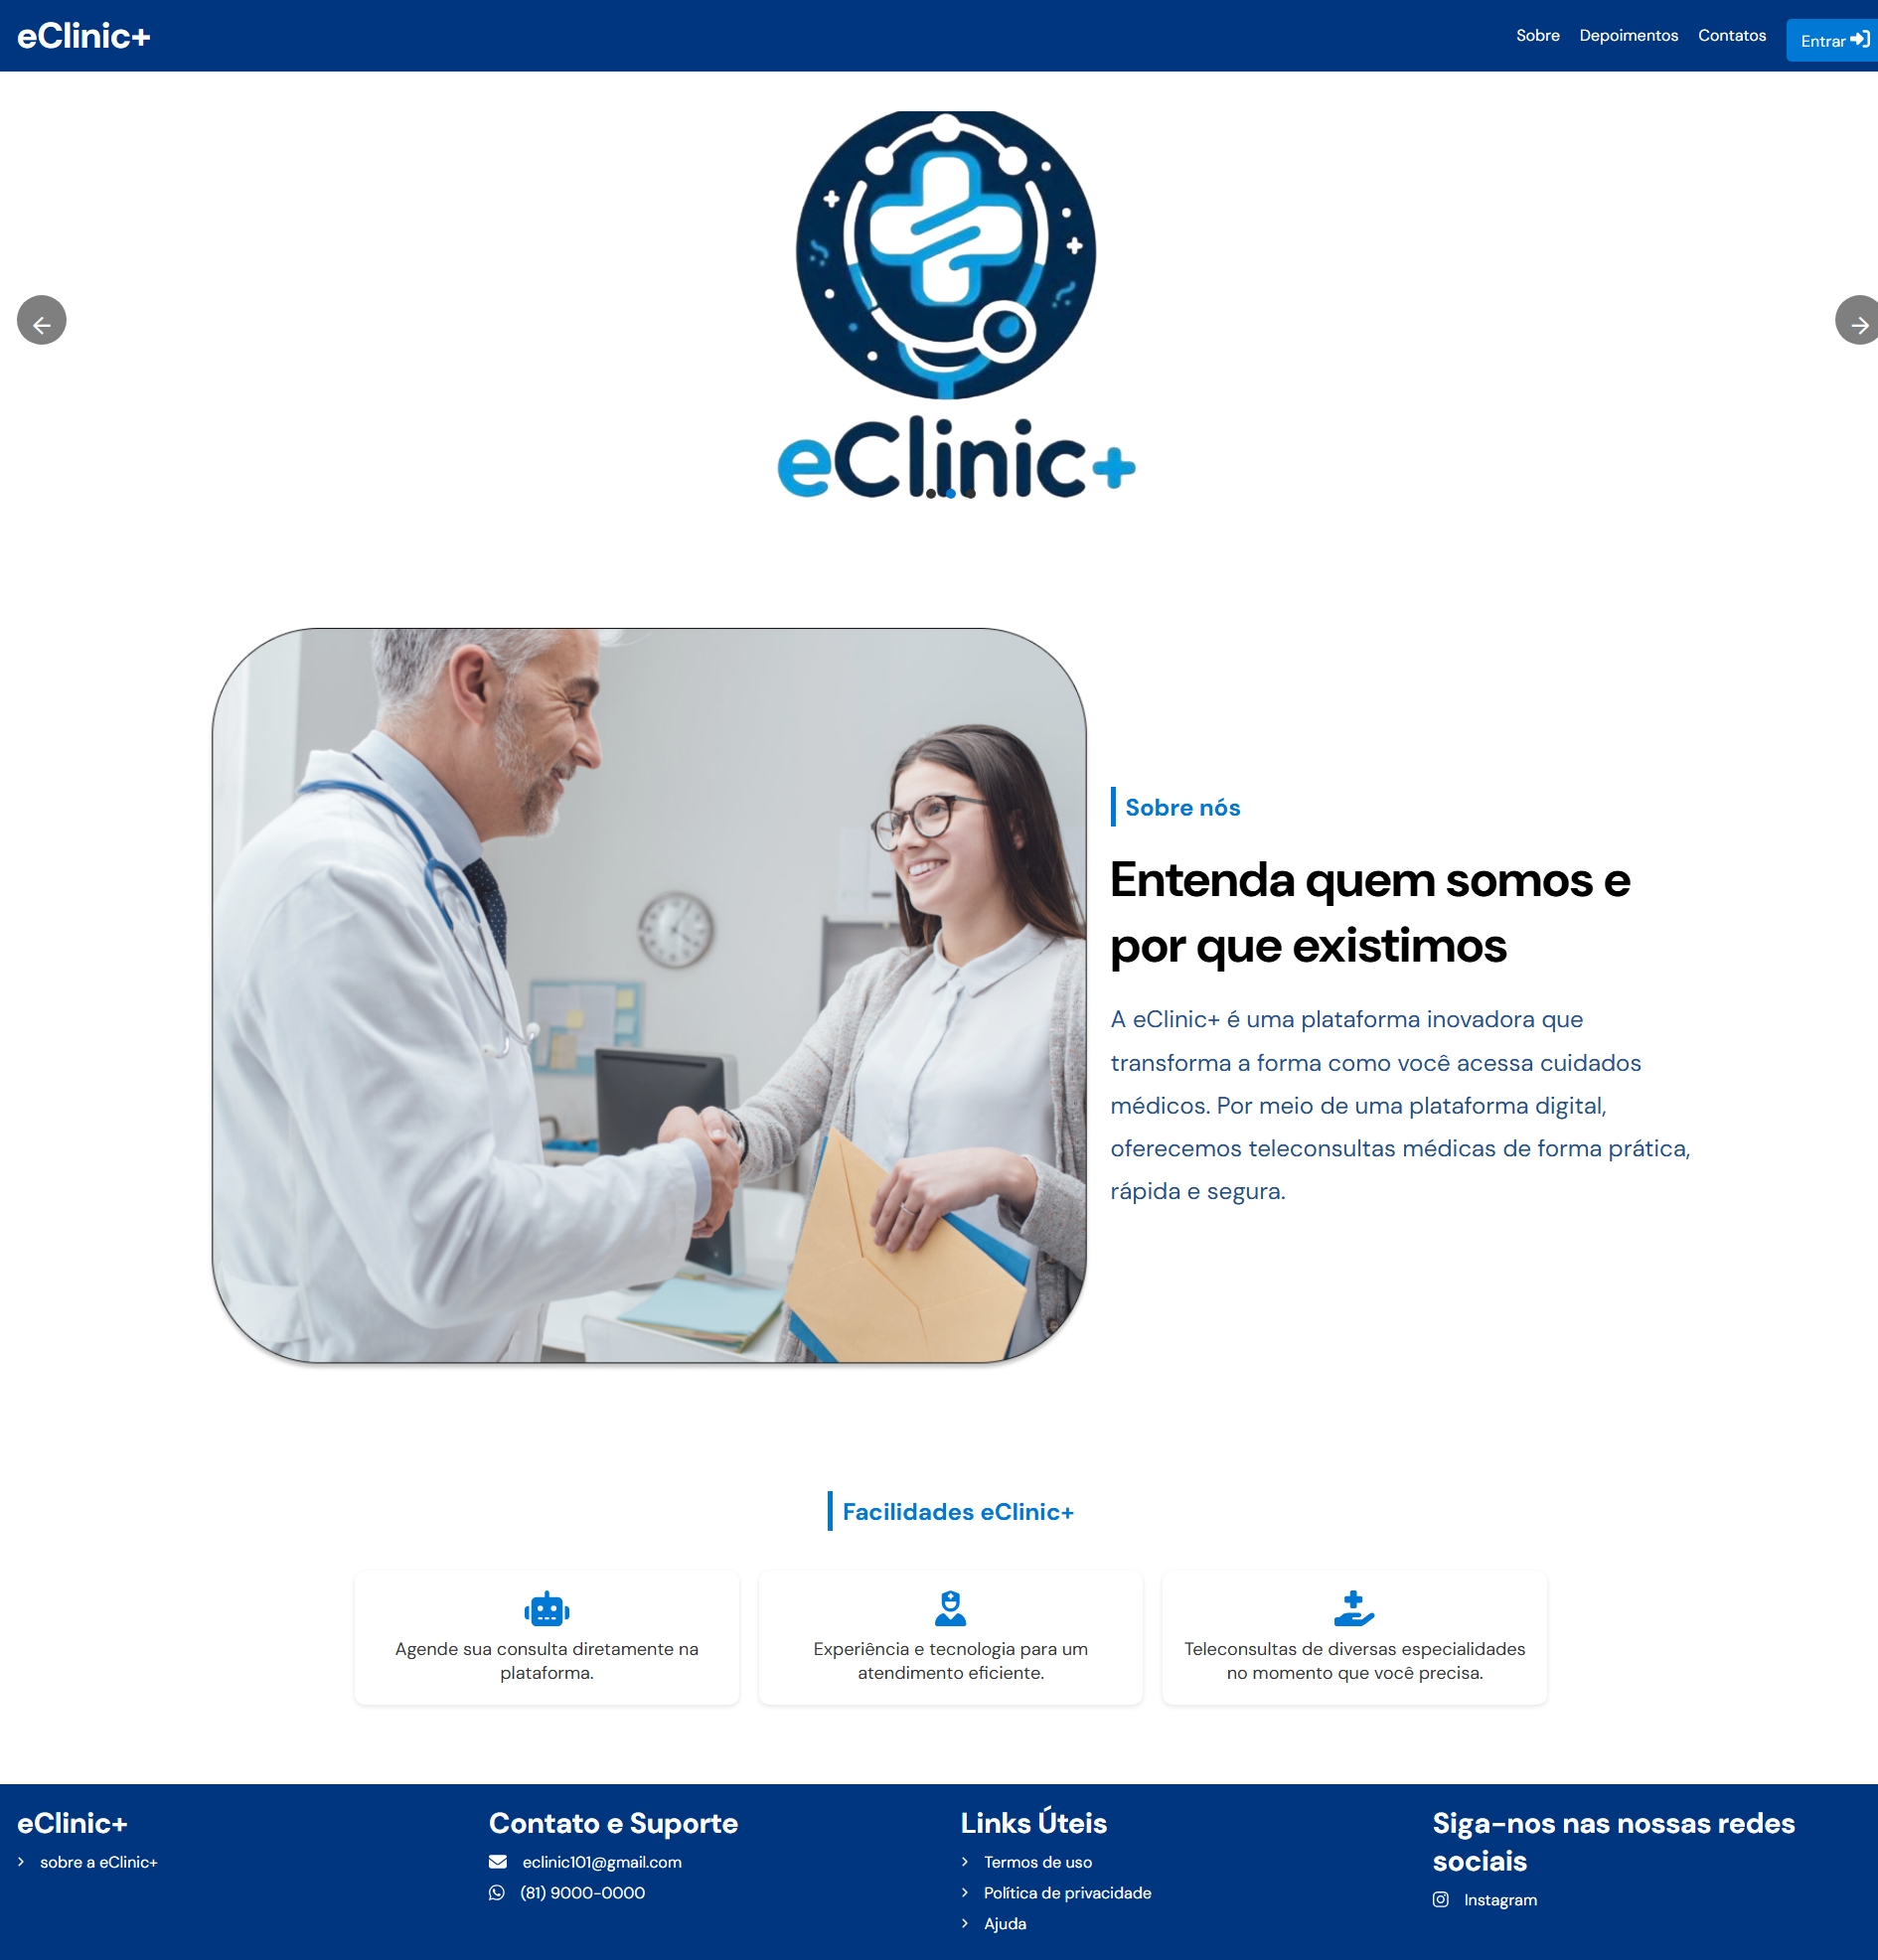 eClinic+
Sobre Depoimentos Contatos Entrar
eClinic+
Sobre nós
Entenda quem somos e
por que existimos
A eClinic+ é uma plataforma inovadora que
transforma a forma como você acessa cuidados
médicos. Por meio de uma plataforma digital,
oferecemos teleconsultas médicas de forma prática,
rápida e segura.
Facilidades eClinic+
Agende sua consulta diretamente na
plataforma.
Experiência e tecnologia para um
atendimento eficiente.
Teleconsultas de diversas especialidades
no momento que você precisa.
eClinic+
sobre a eClinic+
Contato e Suporte
eclinic101@gmail.com
(81) 9000-0000
Links Úteis
Termos de uso
Política de privacidade
Ajuda
Siga-nos nas nossas redes
sociais
Instagram